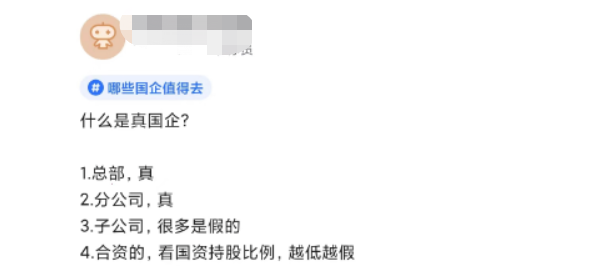 #哪些国企值得去
什么是真国企?
1.总部,真
2.分公司,真
3.子公司,很多是假的
4.合资的,看国资持股比例,越低越假